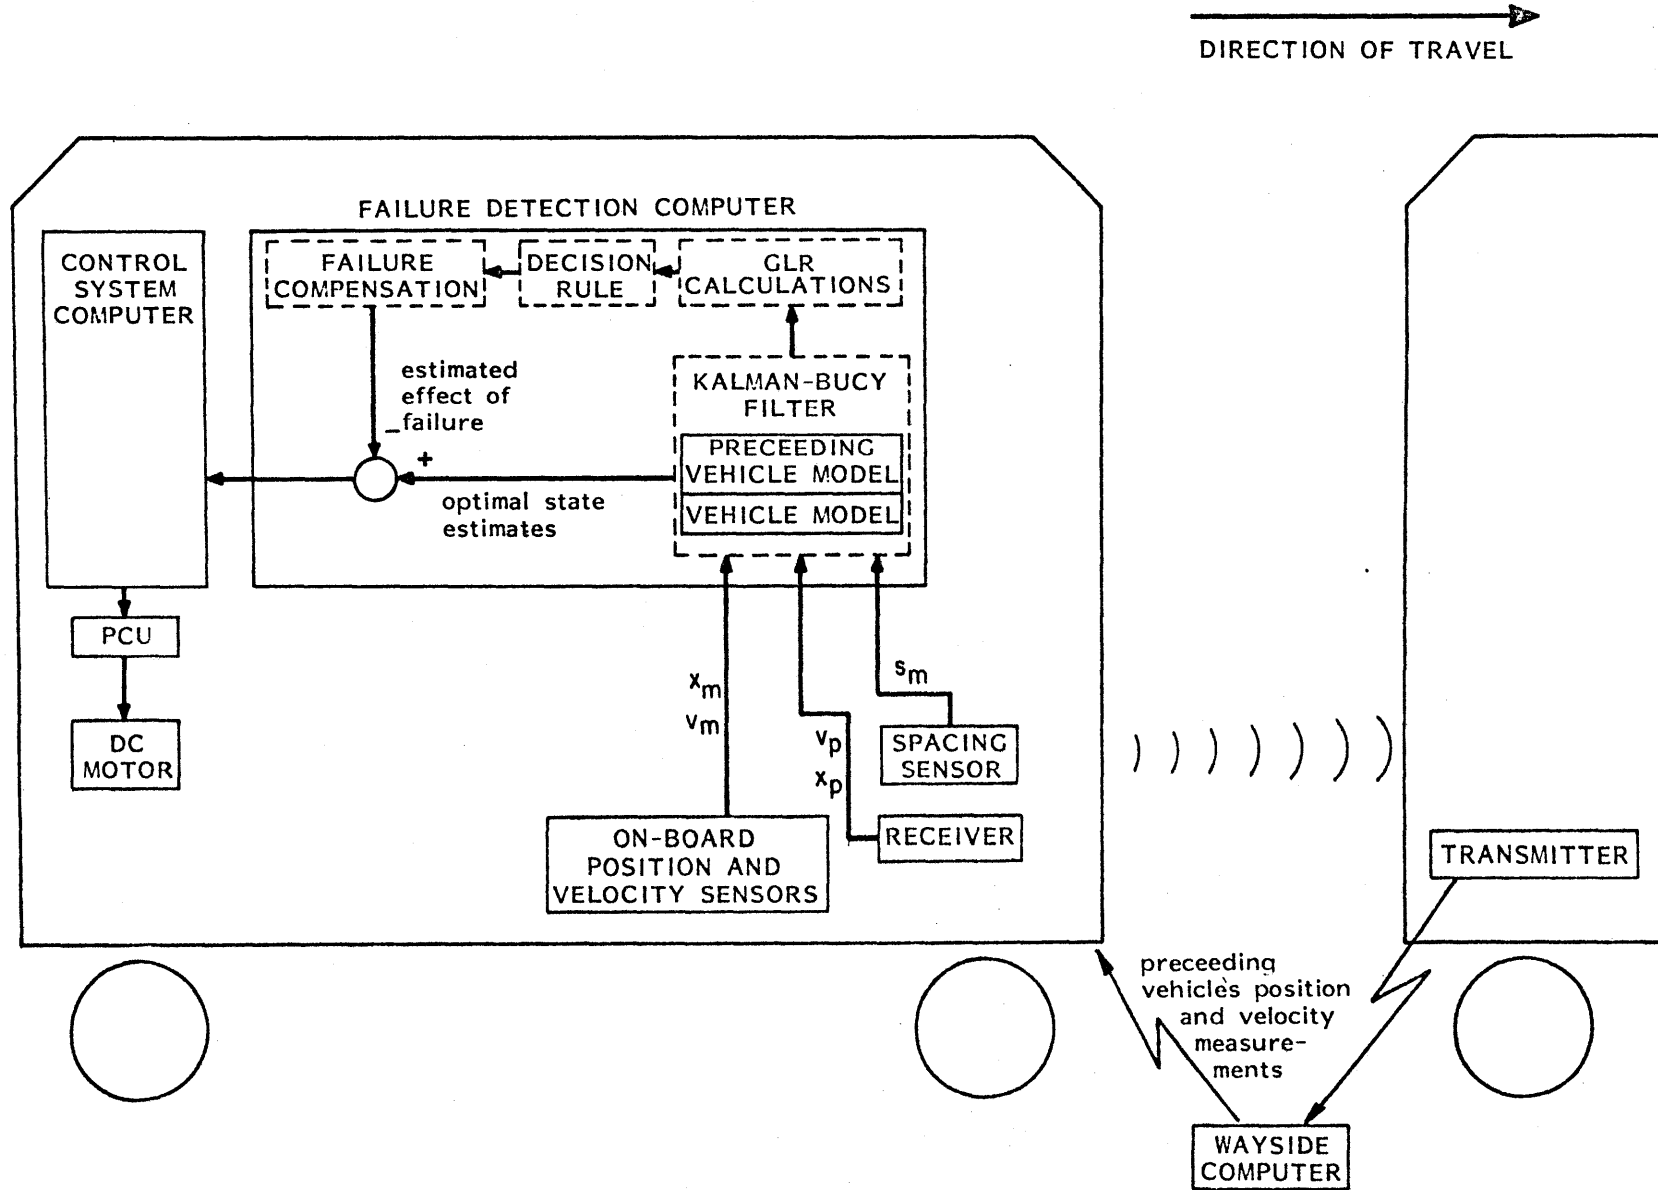 DIRECTION OF TRAVEL
FAILURE DETECTION COMPUTER
CONTROL
SYSTEM
COMPUTER
FAILURE
COMPENSATION
DECISION
RULE
GLR
CALCULATIONS
estimated
effect of
failure
−
+
KALMAN-BUCY
FILTER
PRECEEDING
VEHICLE MODEL
VEHICLE MODEL
optimal state
estimates
PCU
DC
MOTOR
xm
vm
sm
vp
xp
SPACING
SENSOR
RECEIVER
ON-BOARD
POSITION AND
VELOCITY SENSORS
TRANSMITTER
preceeding
vehicle's position
and velocity
measure-
ments
WAYSIDE
COMPUTER